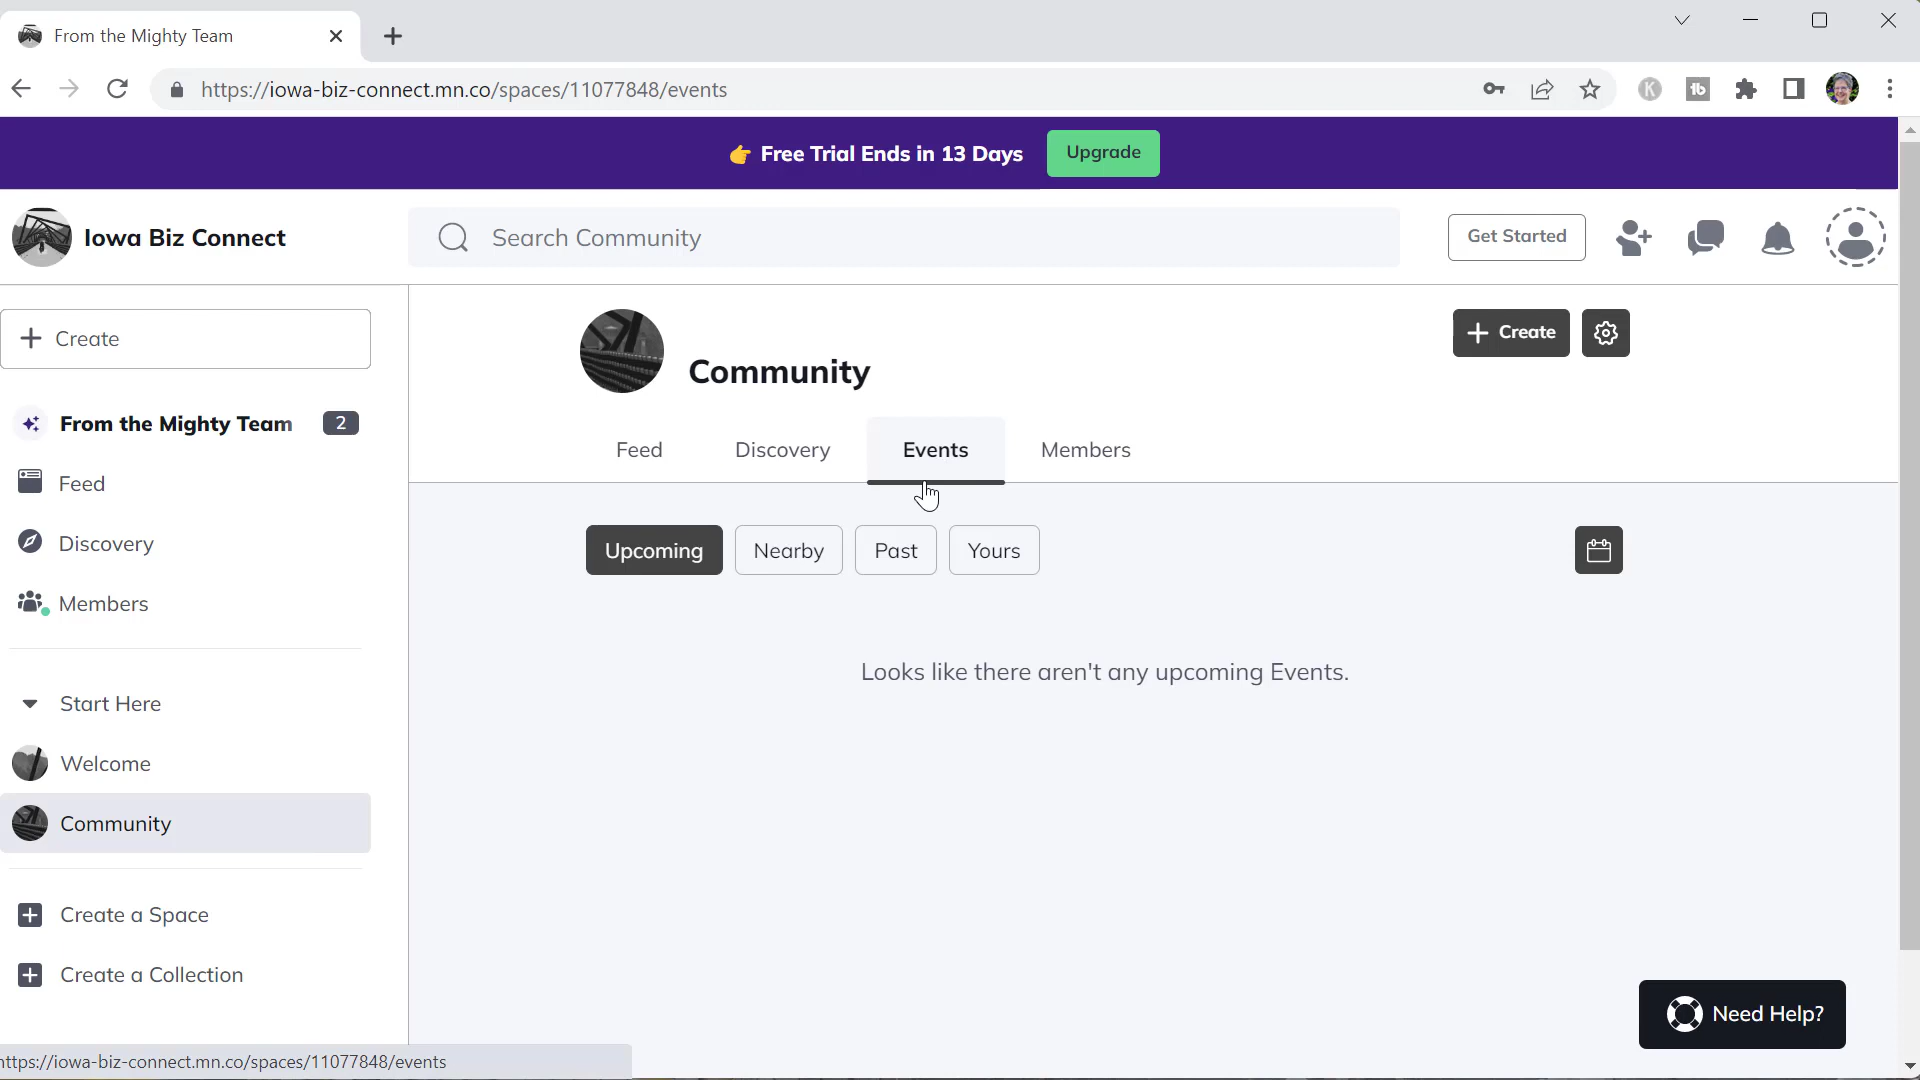 From the Mighty Team
https://iowa-biz-connect.mn.co/spaces/11077848/events
K
tb
Free Trial Ends in 13 Days
Upgrade
Iowa Biz Connect
Search Community
Get Started
Create
Community
Create
Feed
Discovery
Events
Members
From the Mighty Team
2
Feed
Discovery
Members
Upcoming
Nearby
Past
Yours
Looks like there aren't any upcoming Events.
Start Here
Welcome
Community
Create a Space
Create a Collection
Need Help?
https://iowa-biz-connect.mn.co/spaces/11077848/events